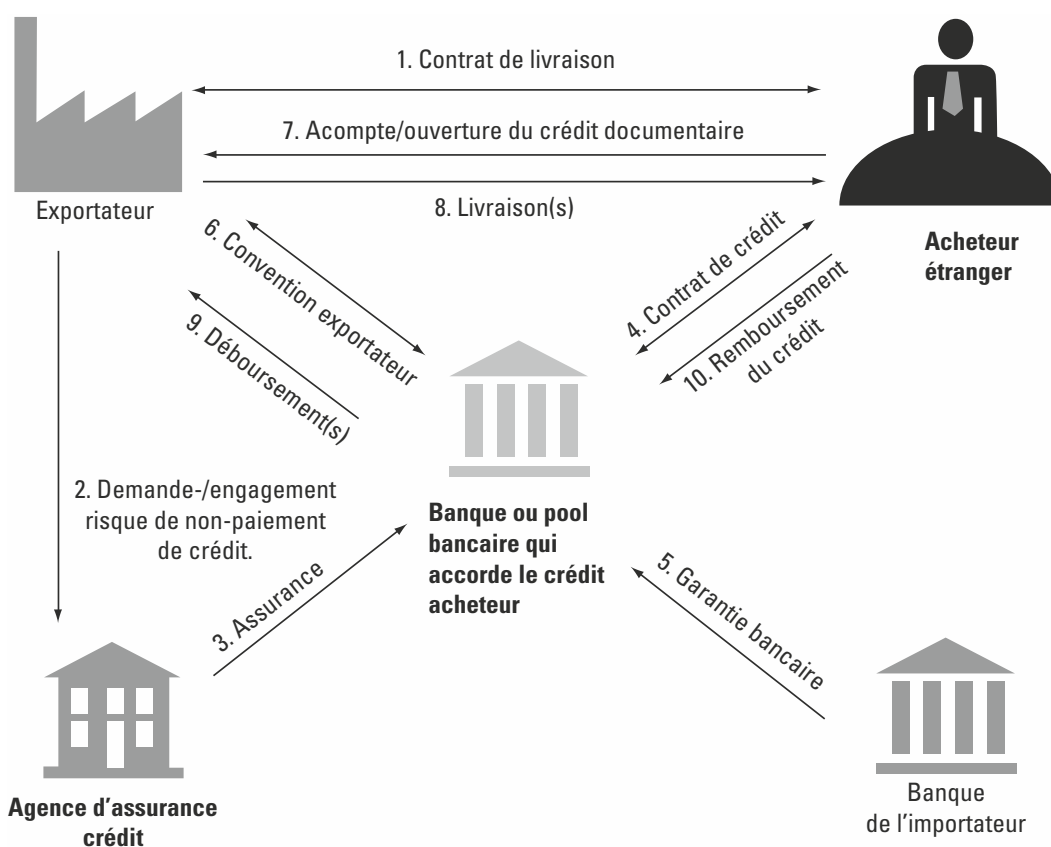 1. Contrat de livraison
7. Acompte/ouverture du crédit documentaire
8. Livraison(s)
Exportateur
Acheteur
étranger
6. Convention exportateur
9. Déboursement(s)
4. Contrat de crédit
10. Remboursement
du crédit
2. Demande-/engagement
risque de non-paiement
de crédit.
3. Assurance
Banque ou pool
bancaire qui
accorde le crédit
acheteur
5. Garantie bancaire
Agence d'assurance
crédit
Banque
de l'importateur